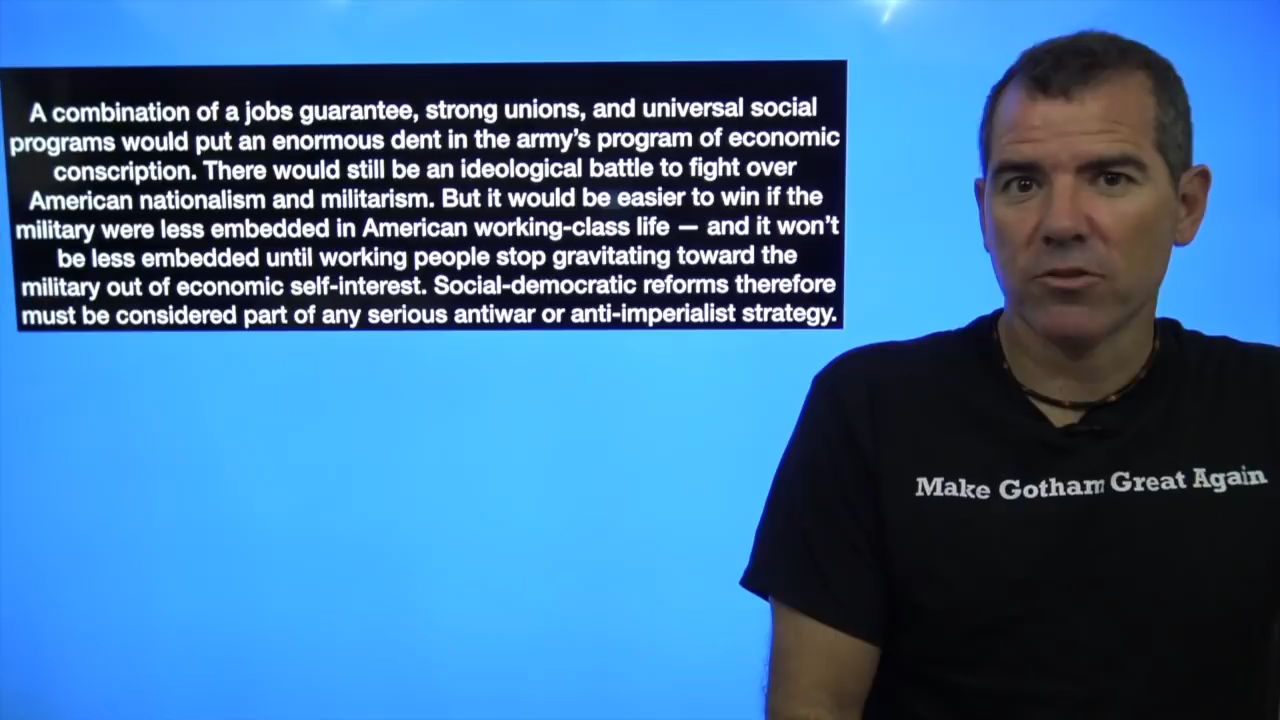 A combination of a jobs guarantee, strong unions, and universal social
programs would put an enormous dent in the army's program of economic
conscription. There would still be an ideological battle to fight over
American nationalism and militarism. But it would be easier to win if the
military were less embedded in American working-class life — and it won't
be less embedded until working people stop gravitating toward the
military out of economic self-interest. Social-democratic reforms therefore
must be considered part of any serious antiwar or anti-imperialist strategy.
Make Gotham Great Again